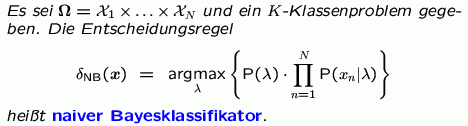 Es sei Ω = 𝒳₁ × … × 𝒳_N und ein K-Klassenproblem gege-
ben. Die Entscheidungsregel
δ_NB(x) = argmax_λ { P(λ) · ∏_{n=1}^{N} P(x_n|λ) }
heißt naiver Bayesklassifikator.